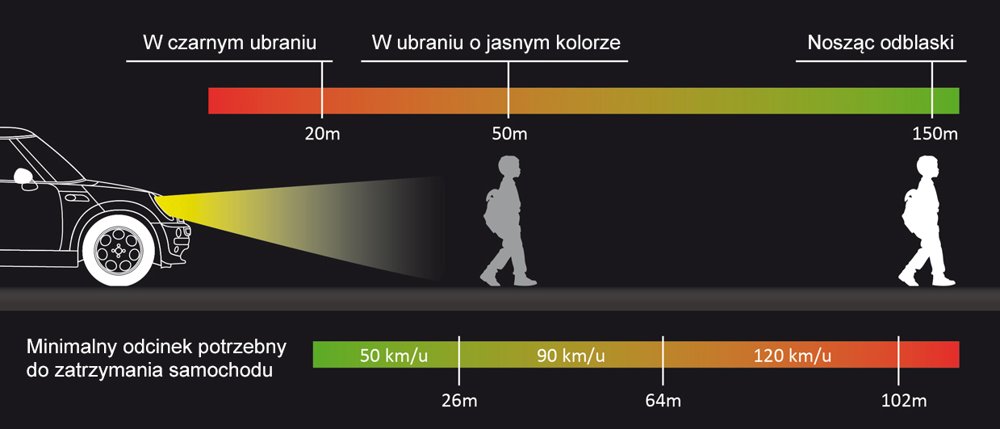 W czarnym ubraniu
W ubraniu o jasnym kolorze
Nosząc odblaski
20m
50m
150m
Minimalny odcinek potrzebny
do zatrzymania samochodu
50 km/u
90 km/u
120 km/u
26m
64m
102m